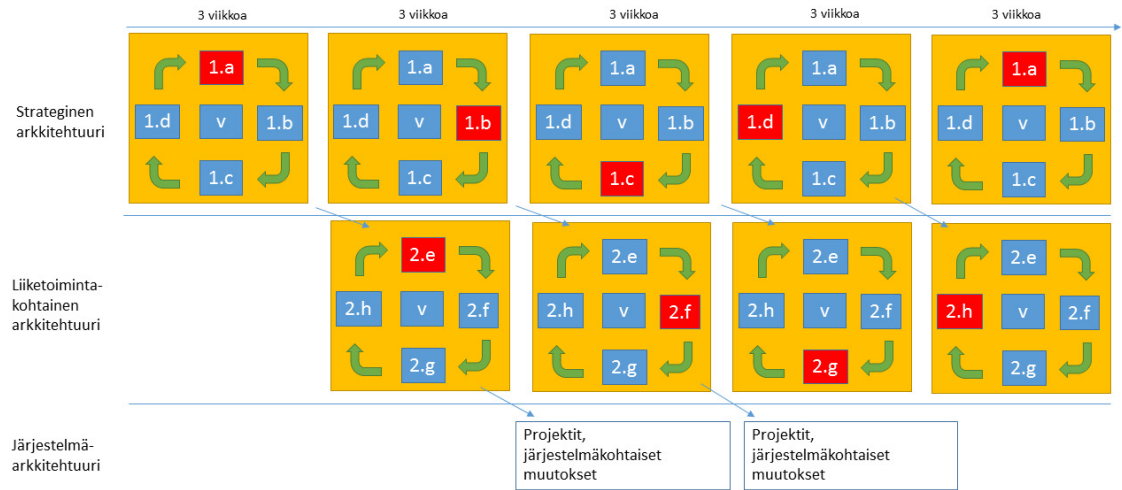 3 viikkoa 3 viikkoa 3 viikkoa 3 viikkoa 3 viikkoa
Strateginen
arkkitehtuuri
1.a 1.a 1.a 1.a 1.a
1.d v 1.b 1.d v 1.b 1.d v 1.b 1.d v 1.b 1.d v 1.b
1.c 1.c 1.c 1.c 1.c
Liiketoiminta-
kohtainen
arkkitehtuuri
2.e 2.e 2.e 2.e
2.h v 2.f 2.h v 2.f 2.h v 2.f 2.h v 2.f
2.g 2.g 2.g 2.g
Järjestelmä-
arkkitehtuuri
Projektit,
järjestelmäkohtaiset
muutokset
Projektit,
järjestelmäkohtaiset
muutokset